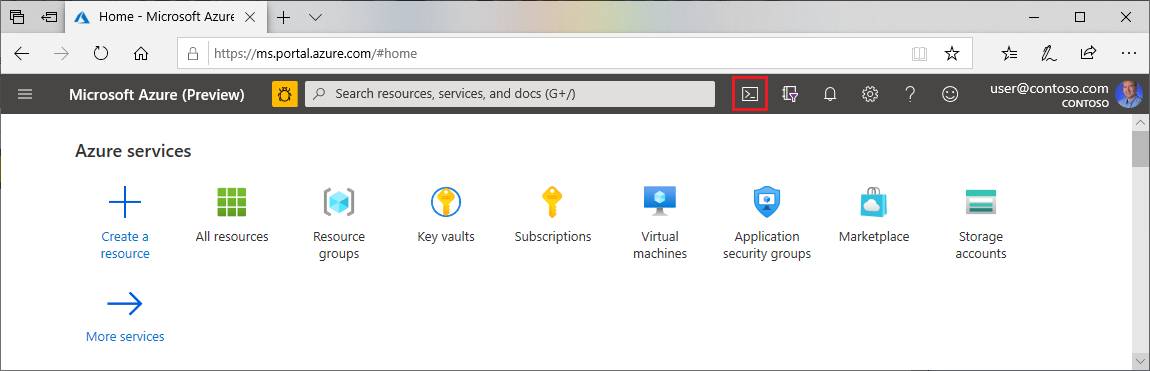 Home - Microsoft Azure
https://ms.portal.azure.com/#home
Microsoft Azure (Preview)
Search resources, services, and docs (G+/)
user@contoso.com
CONTOSO
Azure services
Create a
resource
All resources
Resource
groups
Key vaults
Subscriptions
Virtual
machines
Application
security groups
Marketplace
Storage
accounts
More services